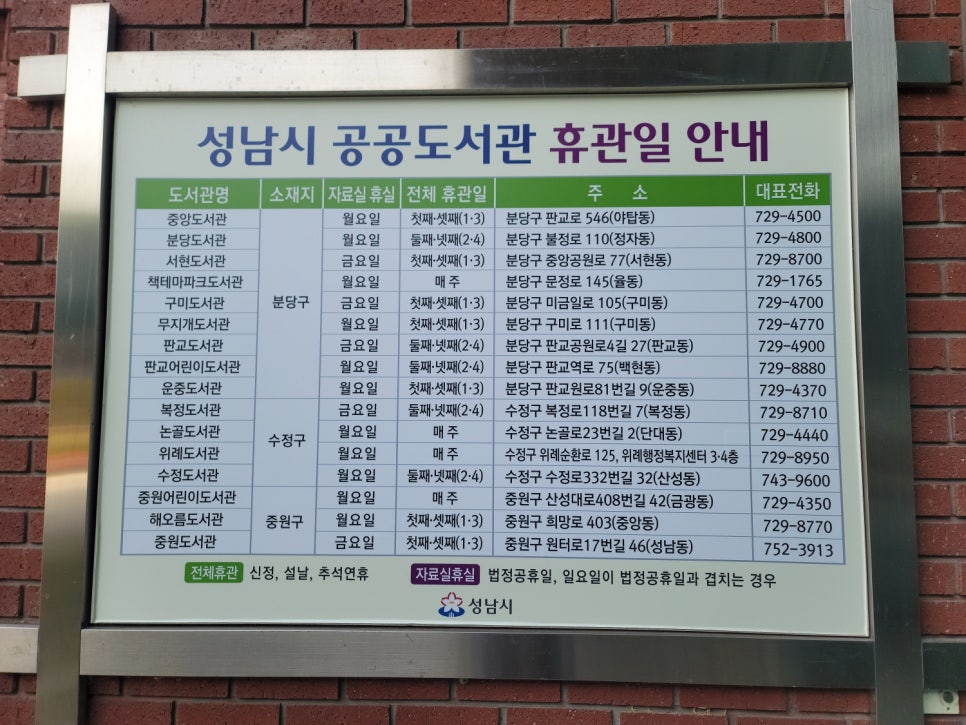 성남시 공공도서관 휴관일 안내
도서관명 소재지 자료실 휴실 전체 휴관일 주 소 대표전화
중앙도서관 월요일 첫째·셋째(1·3) 분당구 판교로 546(야탑동) 729-4500
분당도서관 월요일 둘째·넷째(2·4) 분당구 불정로 110(정자동) 729-4800
서현도서관 금요일 첫째·셋째(1·3) 분당구 중앙공원로 77(서현동) 729-8700
책테마파크도서관 월요일 매 주 분당구 문정로 145(율동) 729-1765
구미도서관 분당구 금요일 첫째·셋째(1·3) 분당구 미금일로 105(구미동) 729-4700
무지개도서관 월요일 첫째·셋째(1·3) 분당구 구미로 111(구미동) 729-4770
판교도서관 금요일 둘째·넷째(2·4) 분당구 판교공원로4길 27(판교동) 729-4900
판교어린이도서관 월요일 둘째·넷째(2·4) 분당구 판교역로 75(백현동) 729-8880
운중도서관 월요일 첫째·셋째(1·3) 분당구 판교원로81번길 9(운중동) 729-4370
복정도서관 금요일 둘째·넷째(2·4) 수정구 복정로118번길 7(복정동) 729-8710
논골도서관 수정구 월요일 매 주 수정구 논골로23번길 2(단대동) 729-4440
위례도서관 월요일 매 주 수정구 위례순환로 125, 위례행정복지센터 3·4층 729-8950
수정도서관 월요일 둘째·넷째(2·4) 수정구 수정로332번길 32(산성동) 743-9600
중원어린이도서관 월요일 매 주 중원구 산성대로408번길 42(금광동) 729-4350
해오름도서관 중원구 월요일 첫째·셋째(1·3) 중원구 희망로 403(중앙동) 729-8770
중원도서관 금요일 첫째·셋째(1·3) 중원구 원터로17번길 46(성남동) 752-3913
전체휴관 신정, 설날, 추석연휴 자료실휴실 법정공휴일, 일요일이 법정공휴일과 겹치는 경우
성남시